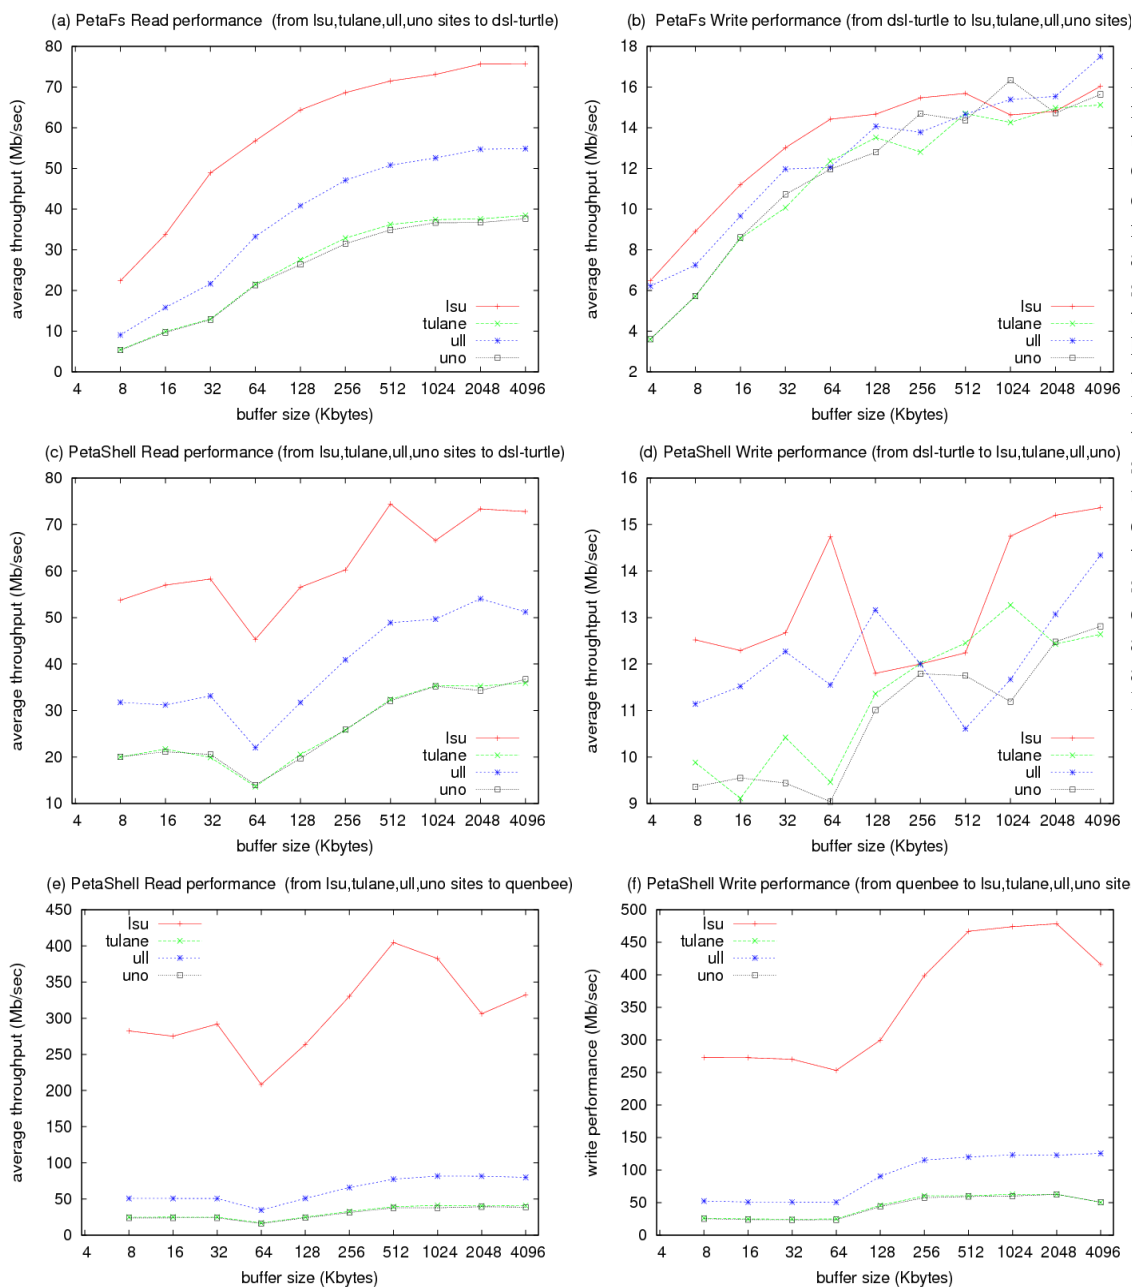 (a) PetaFs Read performance (from lsu,tulane,ull,uno sites to dsl-turtle)
average throughput (Mb/sec)
80
70
60
50
40
30
20
10
0
lsu
tulane
ull
uno
4 8 16 32 64 128 256 512 1024 2048 4096
buffer size (Kbytes)
(b) PetaFs Write performance (from dsl-turtle to lsu,tulane,ull,uno sites)
average throughput (Mb/sec)
18
16
14
12
10
8
6
4
2
lsu
tulane
ull
uno
4 8 16 32 64 128 256 512 1024 2048 4096
buffer size (Kbytes)
(c) PetaShell Read performance (from lsu,tulane,ull,uno sites to dsl-turtle)
average throughput (Mb/sec)
80
70
60
50
40
30
20
10
lsu
tulane
ull
uno
4 8 16 32 64 128 256 512 1024 2048 4096
buffer size (Kbytes)
(d) PetaShell Write performance (from dsl-turtle to lsu,tulane,ull,uno)
average throughtput (Mb/sec)
16
15
14
13
12
11
10
9
lsu
tulane
ull
uno
4 8 16 32 64 128 256 512 1024 2048 4096
buffer size (Kbytes)
(e) PetaShell Read performance (from lsu,tulane,ull,uno sites to quenbee)
average throughput (Mb/sec)
450
400
350
300
250
200
150
100
50
0
lsu
tulane
ull
uno
4 8 16 32 64 128 256 512 1024 2048 4096
buffer size (Kbytes)
(f) PetaShell Write performance (from quenbee to lsu,tulane,ull,uno site
write performance (Mb/sec)
500
450
400
350
300
250
200
150
100
50
0
lsu
tulane
ull
uno
4 8 16 32 64 128 256 512 1024 2048 4096
buffer size (Kbytes)